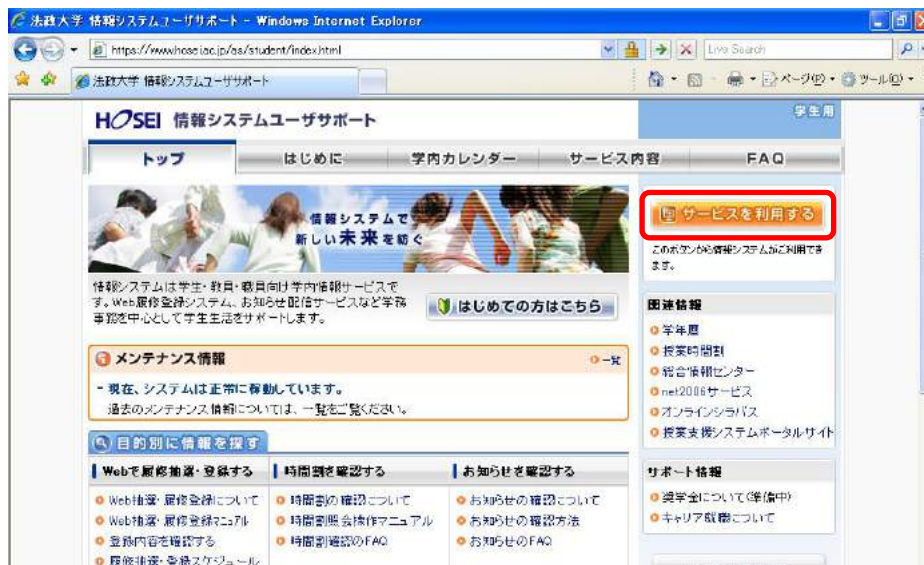 法政大学 情報システムユーザサポート - Windows Internet Explorer
https://www.hosei.ac.jp/as/student/index.html
Live Search
法政大学 情報システムユーザサポート
ページ(P)
ツール(O)
HOSEI 情報システムユーザサポート
学生用
トップ
はじめに
学内カレンダー
サービス内容
FAQ
情報システムで
新しい未来を紡ぐ
サービスを利用する
このボタンから情報システムがご利用できます。
情報システムは学生・教員・職員向け学内情報サービスで
す。Web履修登録システム、お知らせ配信サービスなど学務
事務を中心として学生生活をサポートします。
はじめての方はこちら
関連情報
学年暦
授業時間割
総合情報センター
net2006サービス
オンラインシラバス
授業支援システムポータルサイト
メンテナンス情報
一覧
- 現在、システムは正常に稼動しています。
過去のメンテナンス情報については、一覧をご覧ください。
目的別に情報を探す
Webで履修抽選・登録する
時間割を確認する
お知らせを確認する
Web抽選・履修登録について
時間割の確認について
お知らせの確認について
Web抽選・履修登録マニュアル
時間割照会操作マニュアル
お知らせの確認方法
登録内容を確認する
時間割確認のFAQ
お知らせのFAQ
履修抽選・登録スケジュール
サポート情報
奨学金について(準備中)
キャリア就職について